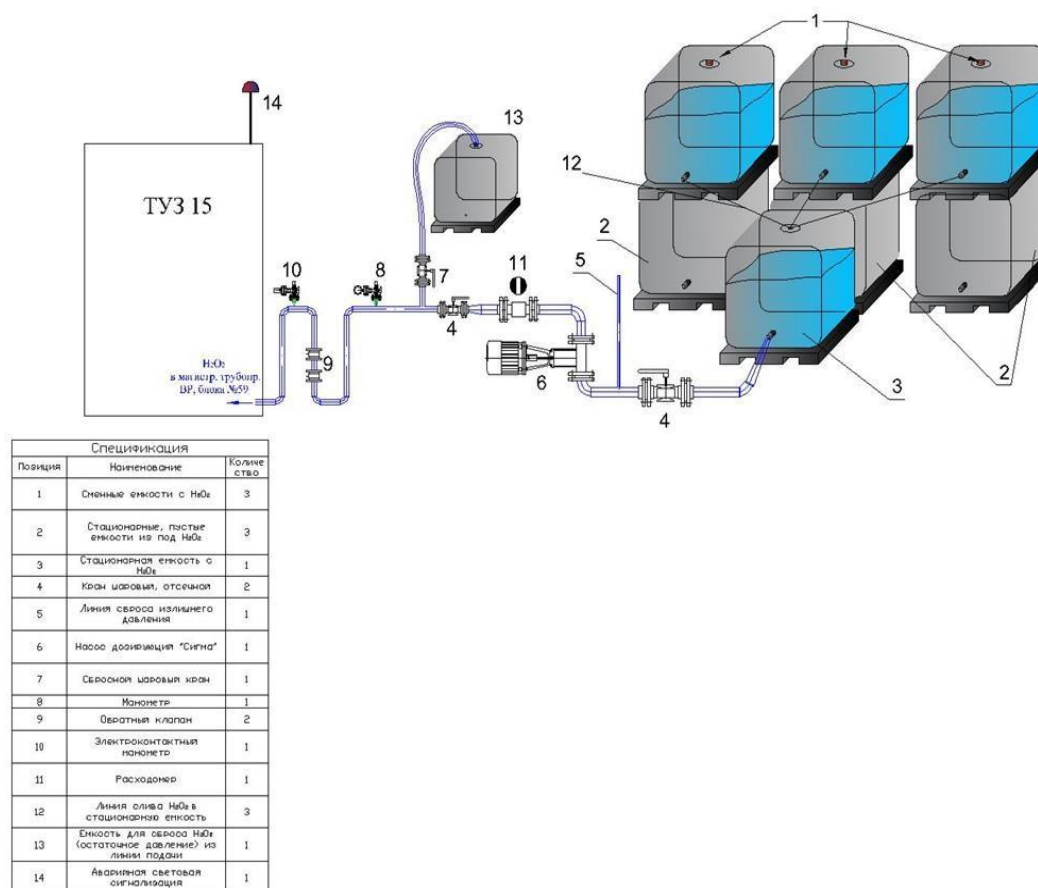 1
14
13
ТУЗ 15
12
2
5
10
8
11
7
4
9
6
3
2
4
H₂O₂
в магистр. трубопр.
ВР, блока №59
Спецификация
Позиция Наименование Количе
ство
1 Сменные емкости с H₂O₂ 3
2 Стационарные, пустые
емкости из под H₂O₂ 3
3 Стационарная емкость с
H₂O₂ 1
4 Кран шаровый, отсечной 2
5 Линия сброса излишнего
давления 1
6 Насос дозирующий "Сигма" 1
7 Сбросной шаровый кран 1
8 Манометр 1
9 Обратный клапан 2
10 Электроконтактный
манометр 1
11 Расходомер 1
12 Линия слива H₂O₂ в
стационарную емкость 3
13 Емкость для сброса H₂O₂
(остаточное давление) из
линии подачи 1
14 Аварийная световая
сигнализация 1